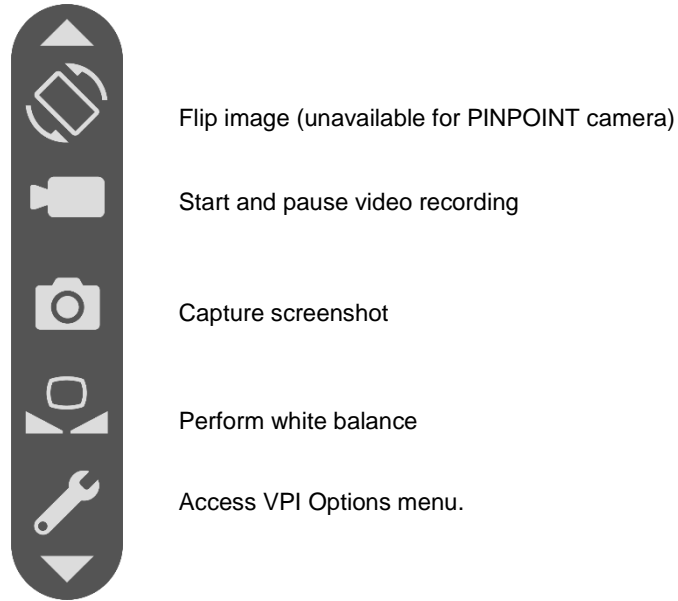 Flip image (unavailable for PINPOINT camera)
Start and pause video recording
Capture screenshot
Perform white balance
Access VPI Options menu.